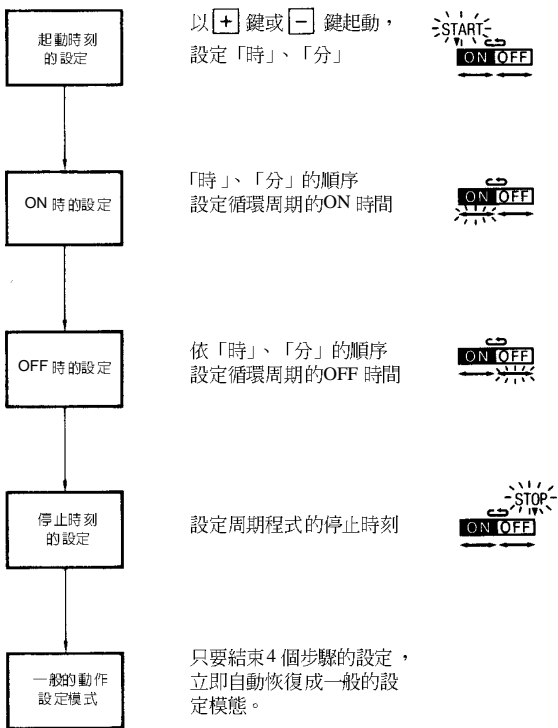 起動時刻
的設定
以 + 鍵或 − 鍵起動，
設定「時」、「分」
START
ON OFF
ON 時的設定
「時」、「分」的順序
設定循環周期的ON 時間
ON OFF
OFF 時的設定
依「時」、「分」的順序
設定循環周期的OFF 時間
ON OFF
停止時刻
的設定
設定周期程式的停止時刻
STOP
ON OFF
一般的動作
設定模式
只要結束4 個步驟的設定，
立即自動恢復成一般的設
定模態。